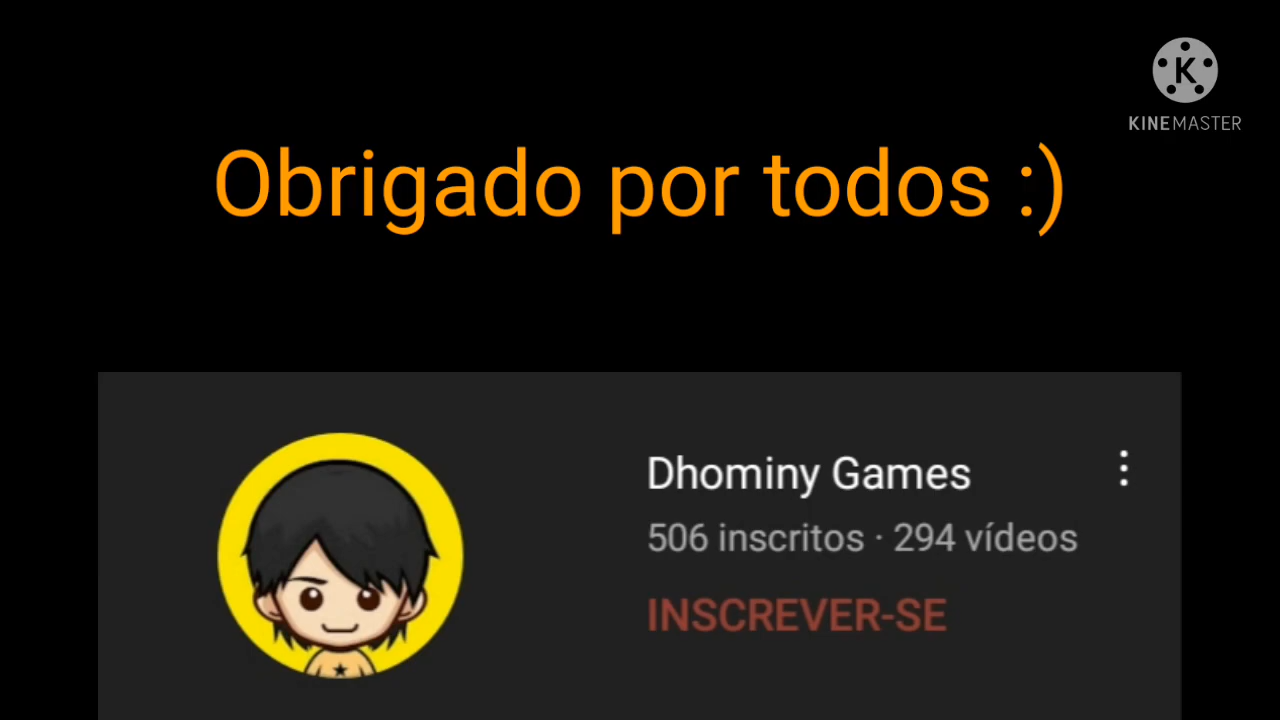 KINEMASTER
Obrigado por todos :)
Dhominy Games
506 inscritos · 294 vídeos
INSCREVER-SE